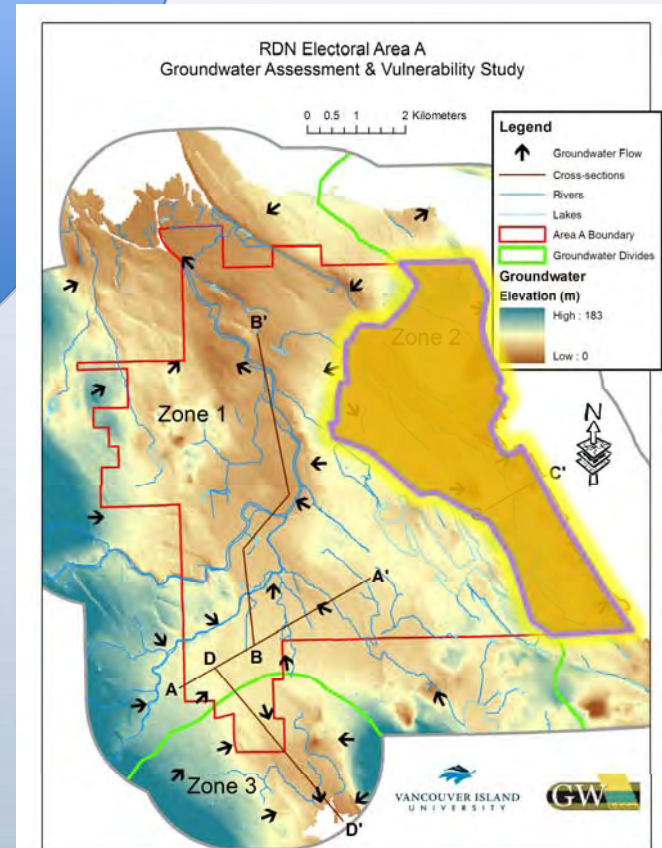 RDN Electoral Area A
Groundwater Assessment & Vulnerability Study
0 0.5 1 2 Kilometers
Legend
Groundwater Flow
Cross-sections
Rivers
Lakes
Area A Boundary
Groundwater Divides
Groundwater
Elevation (m)
High : 183
Low : 0
B'
Zone 2
Zone 1
N
C'
A'
D
B
A
Zone 3
D'
VANCOUVER ISLAND
UNIVERSITY
GW